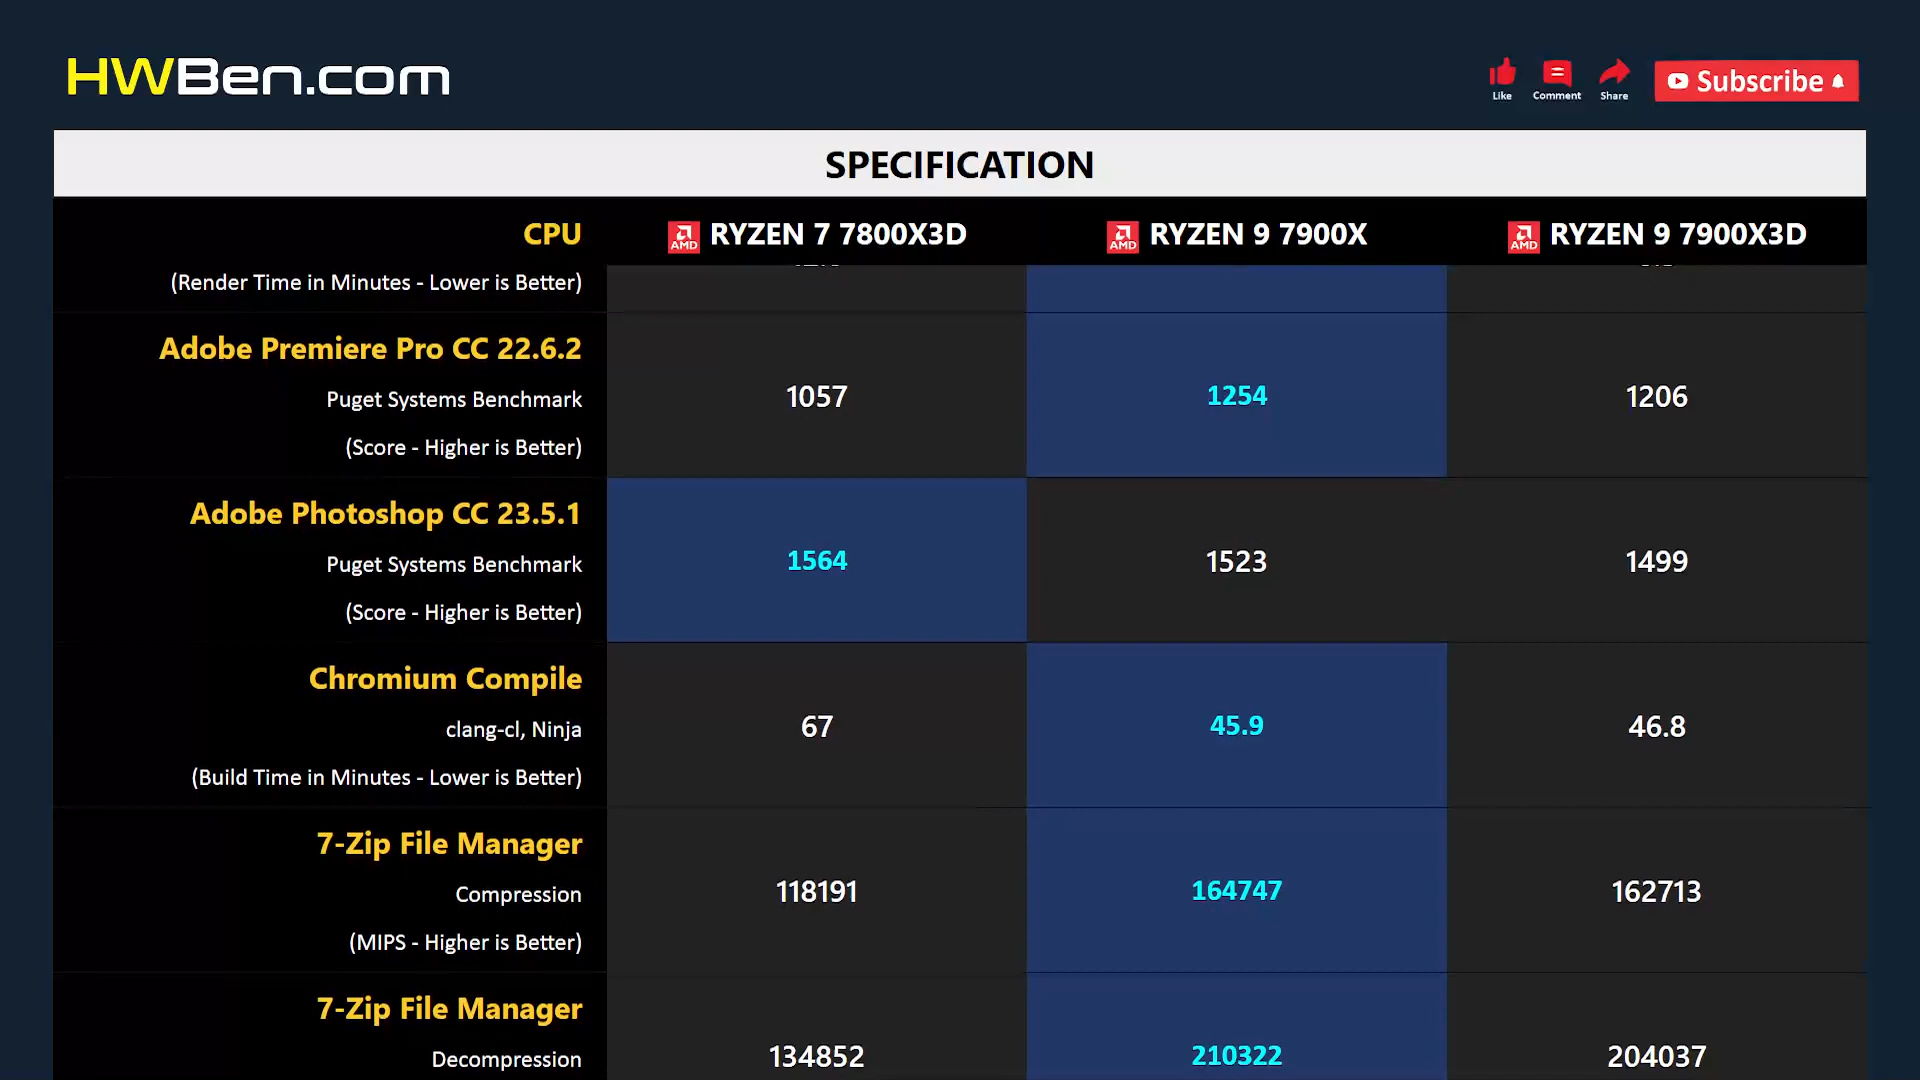 HWBen.com
Like Comment Share Subscribe
SPECIFICATION
CPU AMD RYZEN 7 7800X3D AMD RYZEN 9 7900X AMD RYZEN 9 7900X3D
(Render Time in Minutes - Lower is Better)
Adobe Premiere Pro CC 22.6.2
Puget Systems Benchmark 1057 1254 1206
(Score - Higher is Better)
Adobe Photoshop CC 23.5.1
Puget Systems Benchmark 1564 1523 1499
(Score - Higher is Better)
Chromium Compile
clang-cl, Ninja 67 45.9 46.8
(Build Time in Minutes - Lower is Better)
7-Zip File Manager
Compression 118191 164747 162713
(MIPS - Higher is Better)
7-Zip File Manager
Decompression 134852 210322 204037